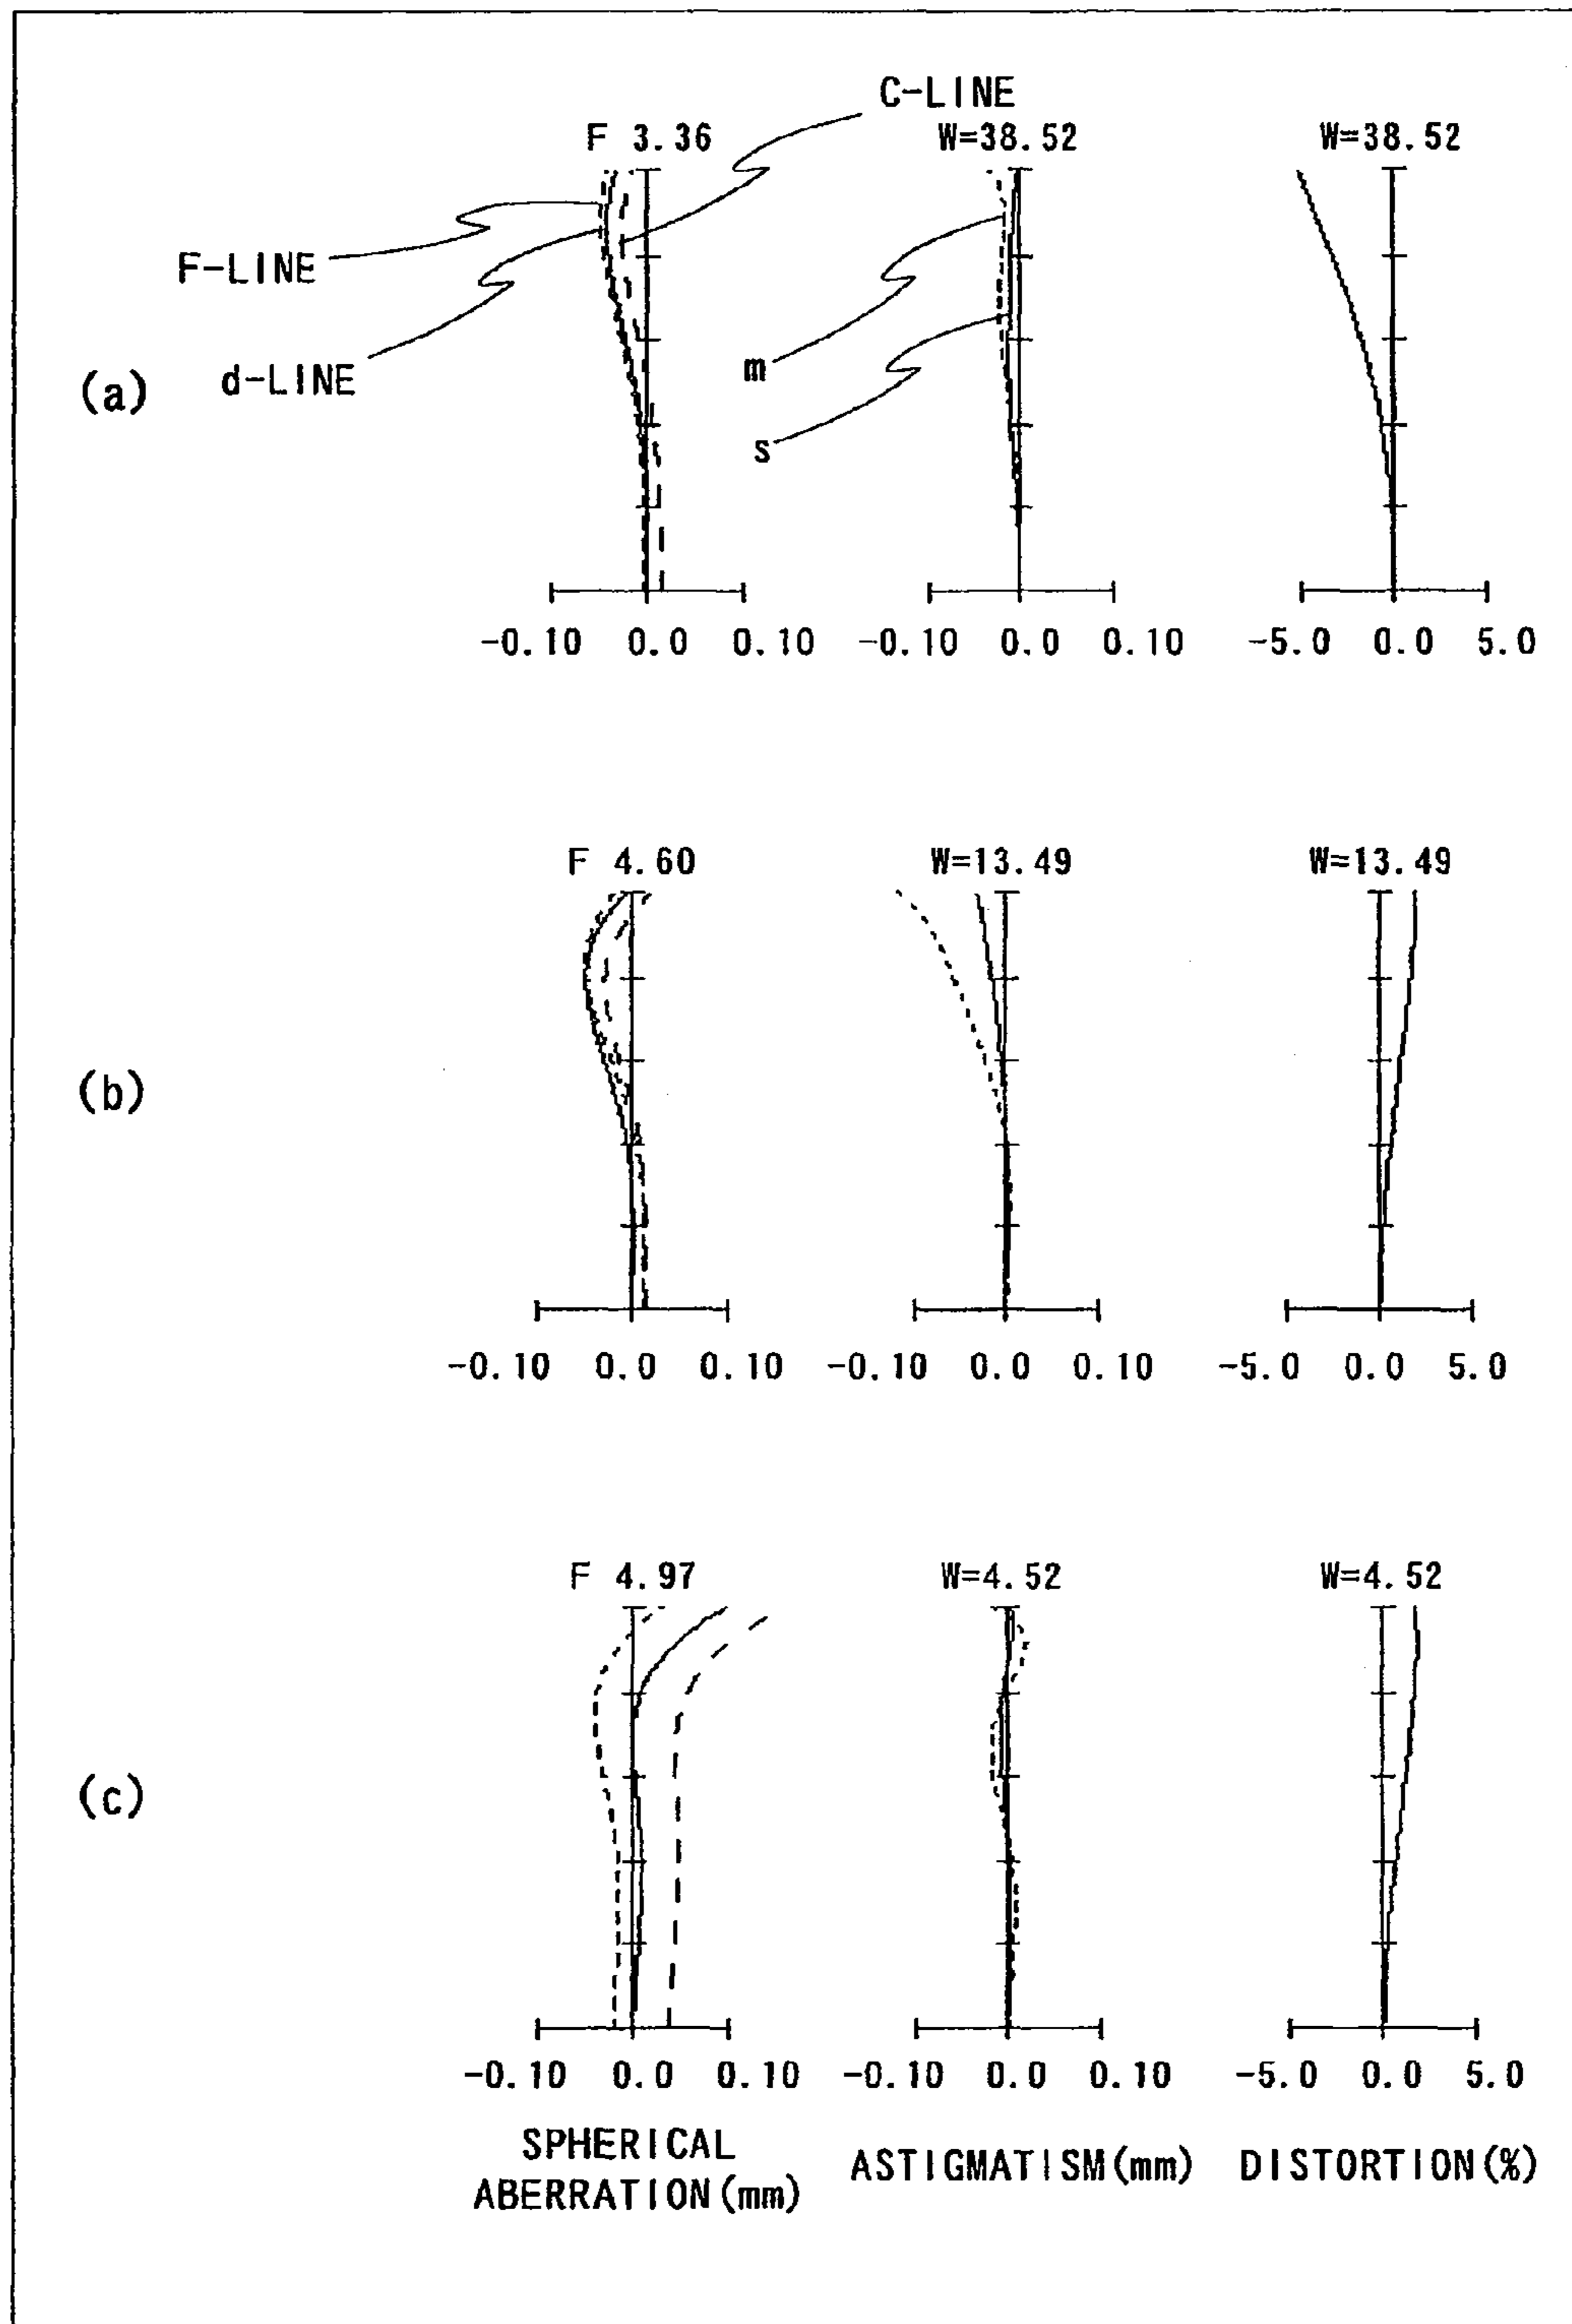 C-LINE
F 3.36 W=38.52 W=38.52
F-LINE
d-LINE
m
s
(a)
-0.10 0.0 0.10 -0.10 0.0 0.10 -5.0 0.0 5.0
F 4.60 W=13.49 W=13.49
(b)
-0.10 0.0 0.10 -0.10 0.0 0.10 -5.0 0.0 5.0
F 4.97 W=4.52 W=4.52
(c)
-0.10 0.0 0.10 -0.10 0.0 0.10 -5.0 0.0 5.0
SPHERICAL
ABERRATION(mm)
ASTIGMATISM(mm)
DISTORTION(%)